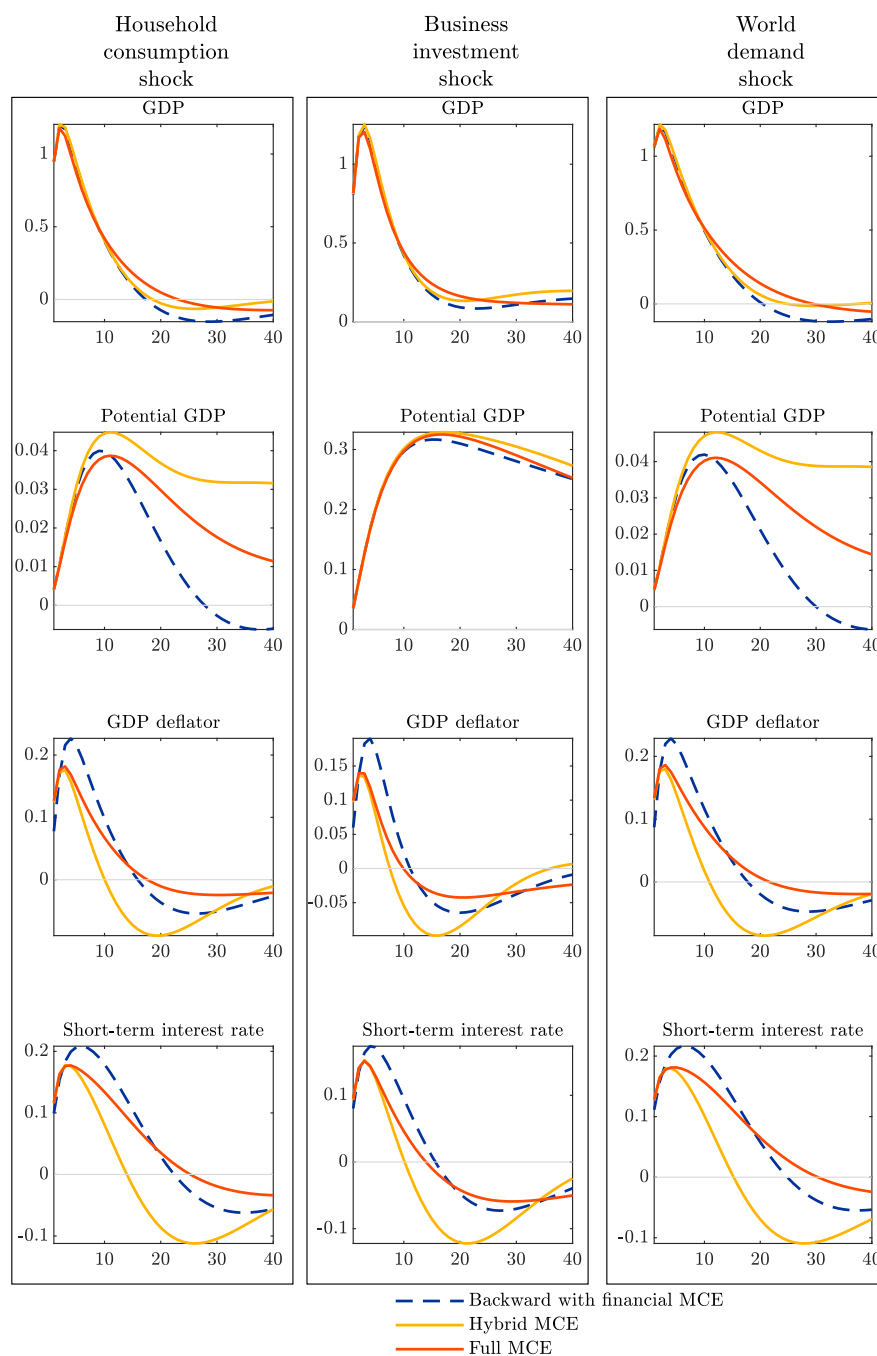 Household
consumption
shock
Business
investment
shock
World
demand
shock
GDP
1
0.5
0
10 20 30 40
GDP
1
0.5
0
10 20 30 40
GDP
1
0.5
0
10 20 30 40
Potential GDP
0.04
0.03
0.02
0.01
0
10 20 30 40
Potential GDP
0.3
0.2
0.1
0
10 20 30 40
Potential GDP
0.04
0.03
0.02
0.01
0
10 20 30 40
GDP deflator
0.2
0.1
0
10 20 30 40
GDP deflator
0.15
0.1
0.05
0
-0.05
10 20 30 40
GDP deflator
0.2
0.1
0
10 20 30 40
Short-term interest rate
0.2
0.1
0
-0.1
10 20 30 40
Short-term interest rate
0.1
0
-0.1
10 20 30 40
Short-term interest rate
0.2
0.1
0
-0.1
10 20 30 40
Backward with financial MCE
Hybrid MCE
Full MCE